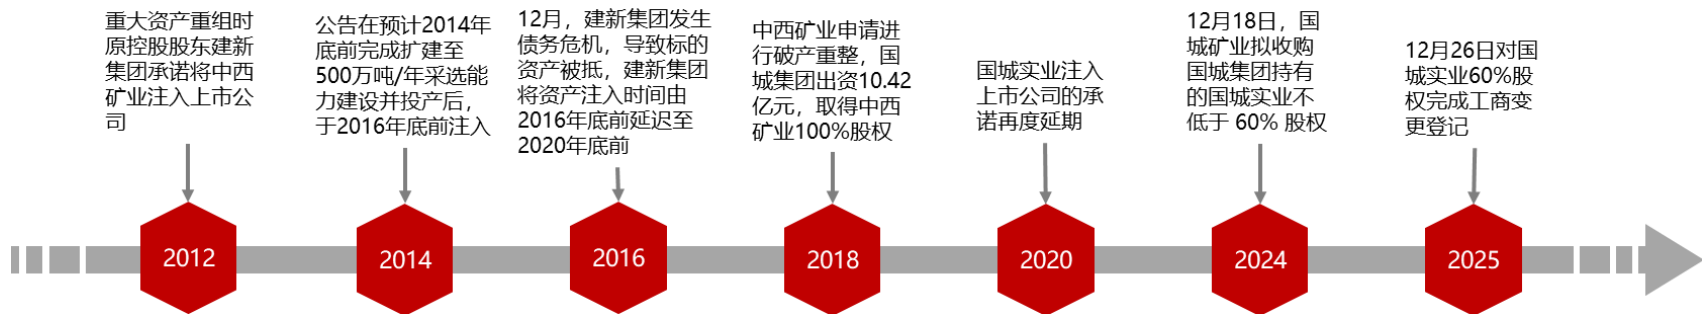 重大资产重组时
原控股股东建新
集团承诺将中西
矿业注入上市公
司
公告在预计2014年
底前完成扩建至
500万吨/年采选能
力建设并投产后，
于2016年底前注入
12月，建新集团发生
债务危机，导致标的
资产被抵，建新集团
将资产注入时间由
2016年底前延迟至
2020年底前
中西矿业申请进
行破产重整，国
城集团出资10.42
亿元，取得中西
矿业100%股权
国城实业注入
上市公司的承
诺再度延期
12月18日，国
城矿业拟收购
国城集团持有
的国城实业不
低于 60% 股权
12月26日对国
城实业60%股
权完成工商变
更登记
2012
2014
2016
2018
2020
2024
2025